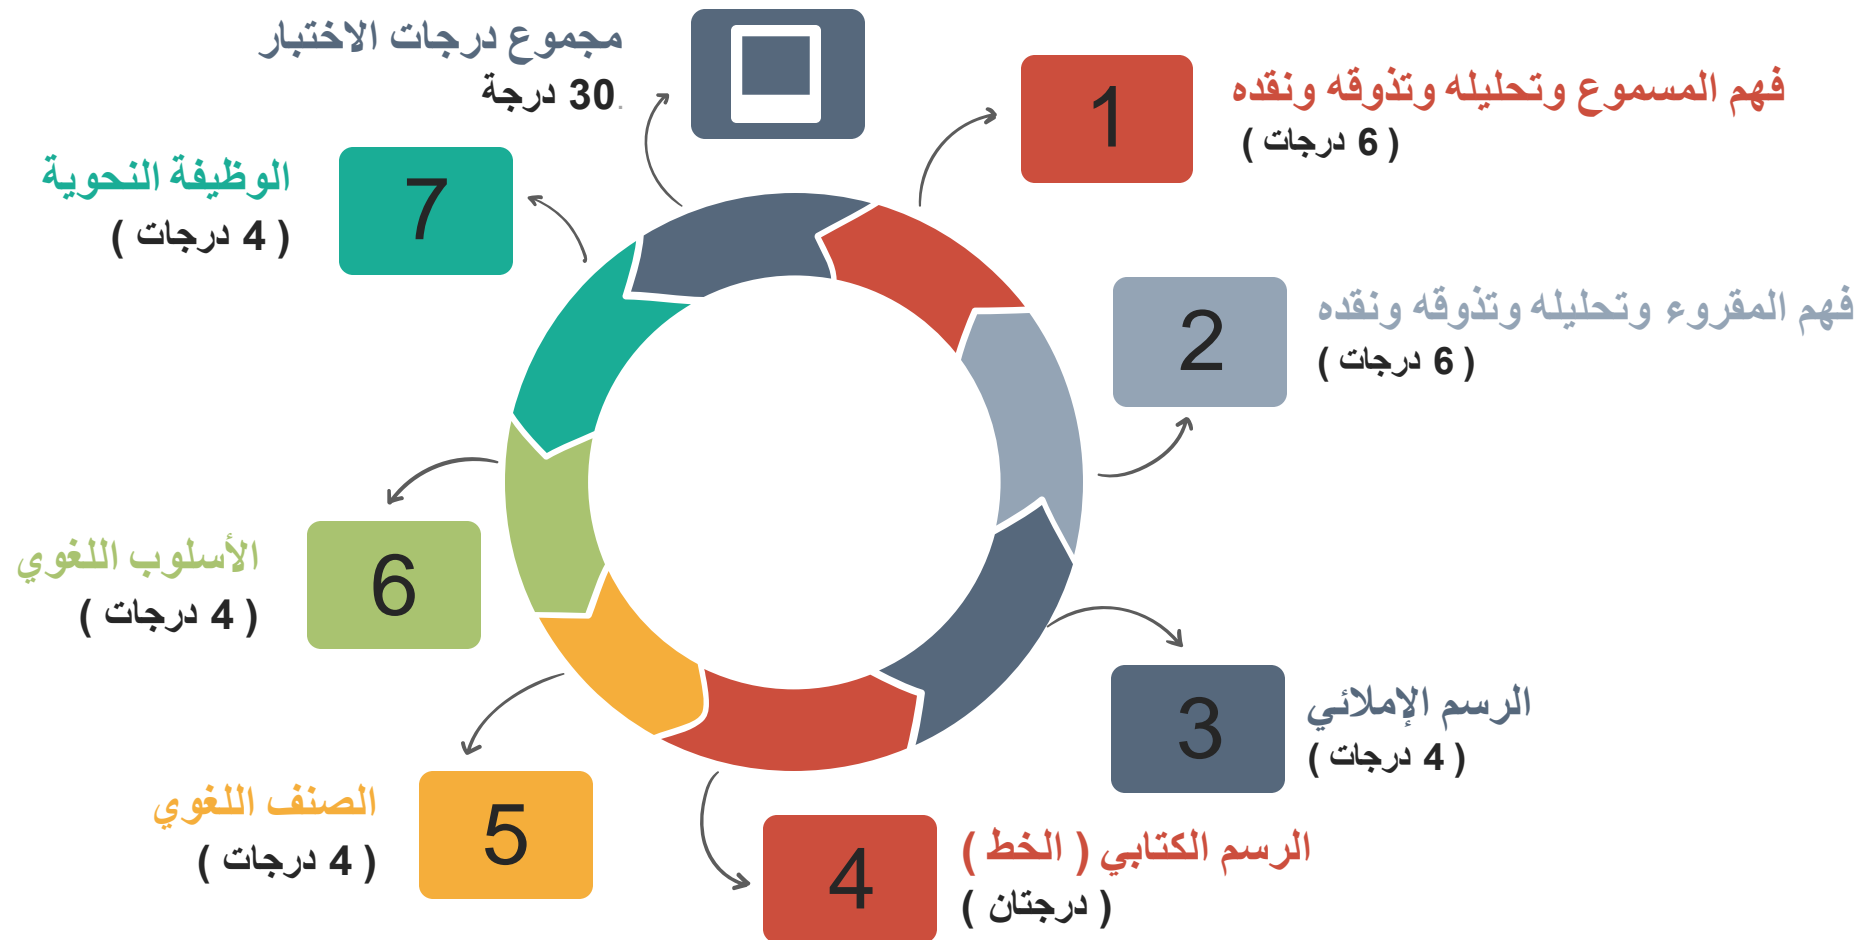 مجموع درجات الاختبار
30 درجة.
1
فهم المسموع وتحليله وتذوقه ونقده
( 6 درجات )
2
فهم المقروء وتحليله وتذوقه ونقده
( 6 درجات )
3
الرسم الإملائي
( 4 درجات )
4
الرسم الكتابي ( الخط )
( درجتان )
5
الصنف اللغوي
( 4 درجات )
6
الأسلوب اللغوي
( 4 درجات )
7
الوظيفة النحوية
( 4 درجات )